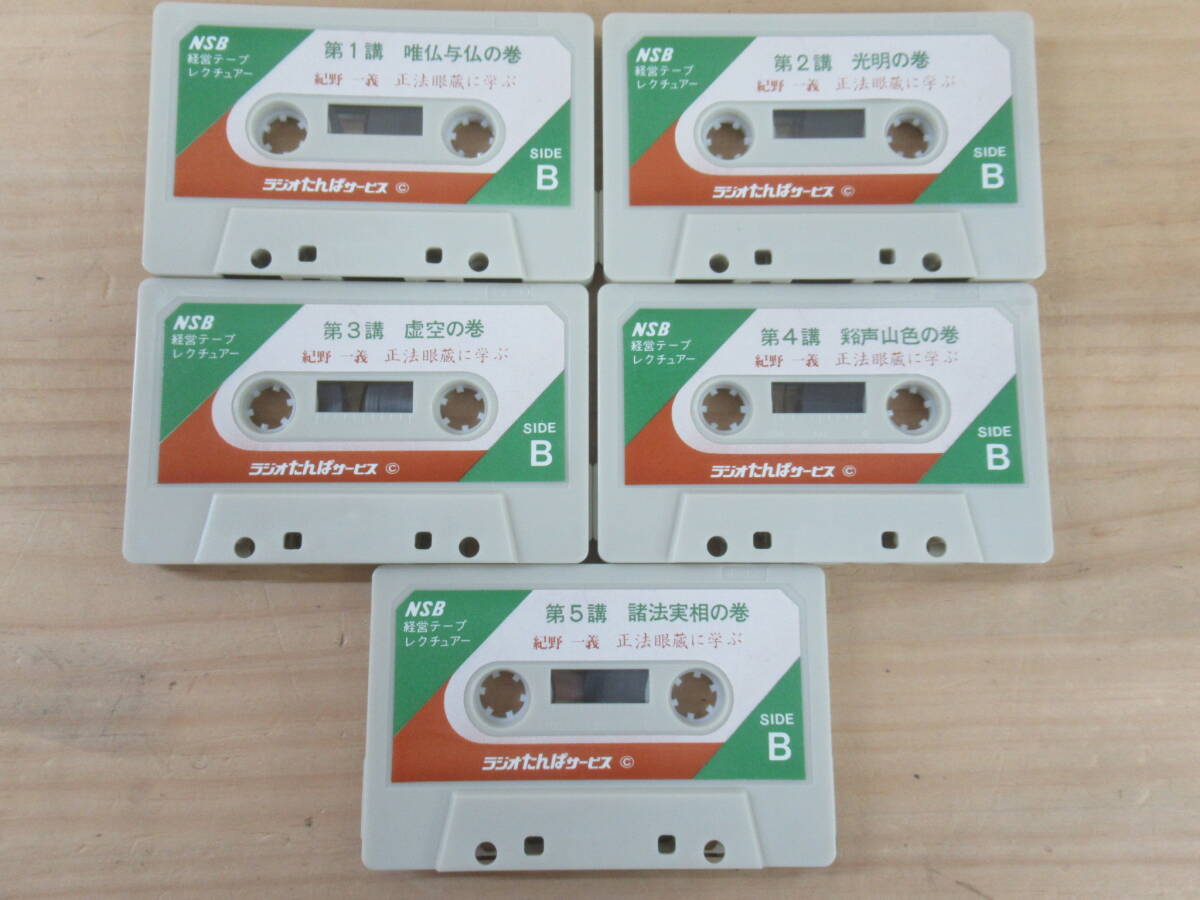 NSB
経営テープ
レクチュアー
第1講 唯仏与仏の巻
紀野 一義 正法眼蔵に学ぶ
SIDE
B
ラジオたんぱサービス ©
NSB
経営テープ
レクチュアー
第2講 光明の巻
紀野 一義 正法眼蔵に学ぶ
SIDE
B
ラジオたんぱサービス ©
NSB
経営テープ
レクチュアー
第3講 虚空の巻
紀野 一義 正法眼蔵に学ぶ
SIDE
B
ラジオたんぱサービス ©
NSB
経営テープ
レクチュアー
第4講 谿声山色の巻
紀野 一義 正法眼蔵に学ぶ
SIDE
B
ラジオたんぱサービス ©
NSB
経営テープ
レクチュアー
第5講 諸法実相の巻
紀野 一義 正法眼蔵に学ぶ
SIDE
B
ラジオたんぱサービス ©